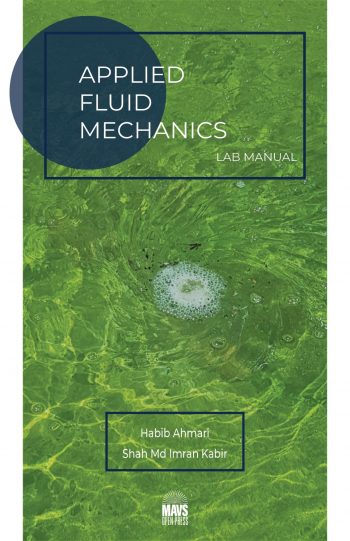 APPLIED
FLUID
MECHANICS
LAB MANUAL
Habib Ahmari
Shah Md Imran Kabir
MAVS
OPEN PRESS